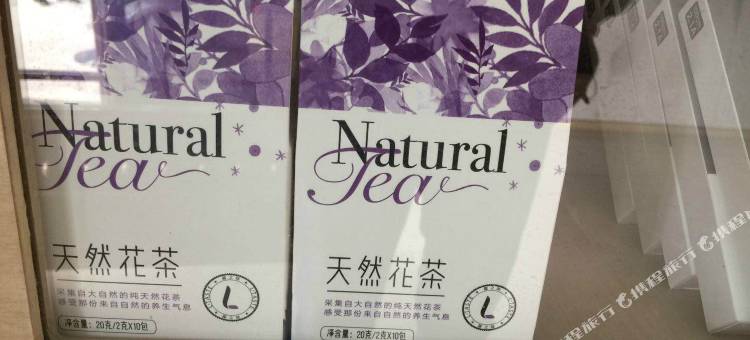 Natural
Tea
天然花茶
采集自大自然的纯天然花茶
感受那份来自自然的养生气息
L
净含量: 20克/2克X10包
Natural
Tea
天然花茶
采集自大自然的纯天然花茶
感受那份来自自然的养生气息
L
净含量: 20克/2克X10包
携程旅行
携程旅行